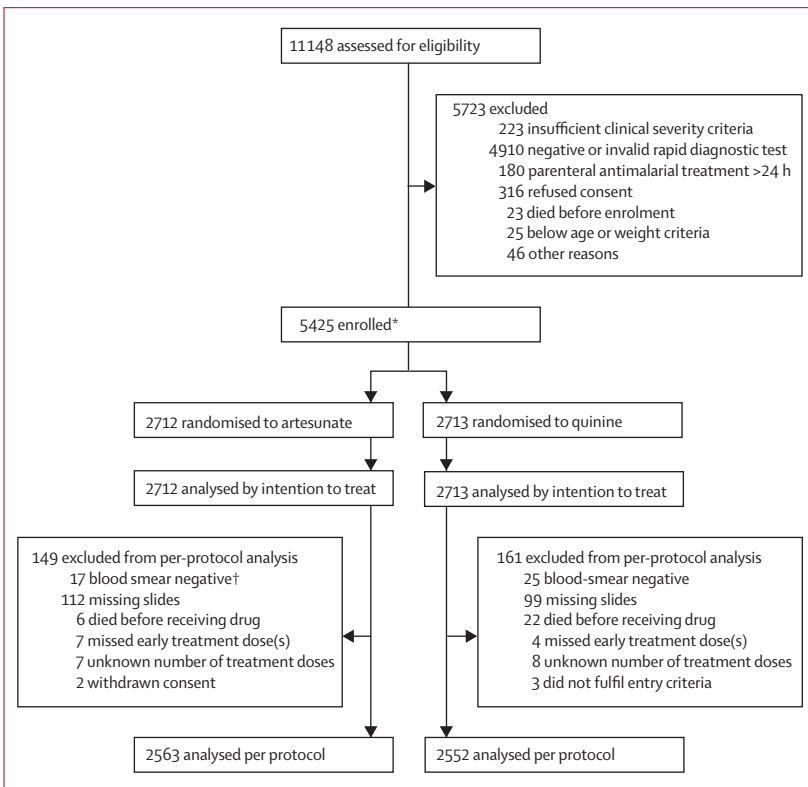 11148 assessed for eligibility
5723 excluded
223 insufficient clinical severity criteria
4910 negative or invalid rapid diagnostic test
180 parenteral antimalarial treatment >24 h
316 refused consent
23 died before enrolment
25 below age or weight criteria
46 other reasons
5425 enrolled*
2712 randomised to artesunate
2713 randomised to quinine
2712 analysed by intention to treat
2713 analysed by intention to treat
149 excluded from per-protocol analysis
17 blood smear negative†
112 missing slides
6 died before receiving drug
7 missed early treatment dose(s)
7 unknown number of treatment doses
2 withdrawn consent
161 excluded from per-protocol analysis
25 blood-smear negative
99 missing slides
22 died before receiving drug
4 missed early treatment dose(s)
8 unknown number of treatment doses
3 did not fulfil entry criteria
2563 analysed per protocol
2552 analysed per protocol